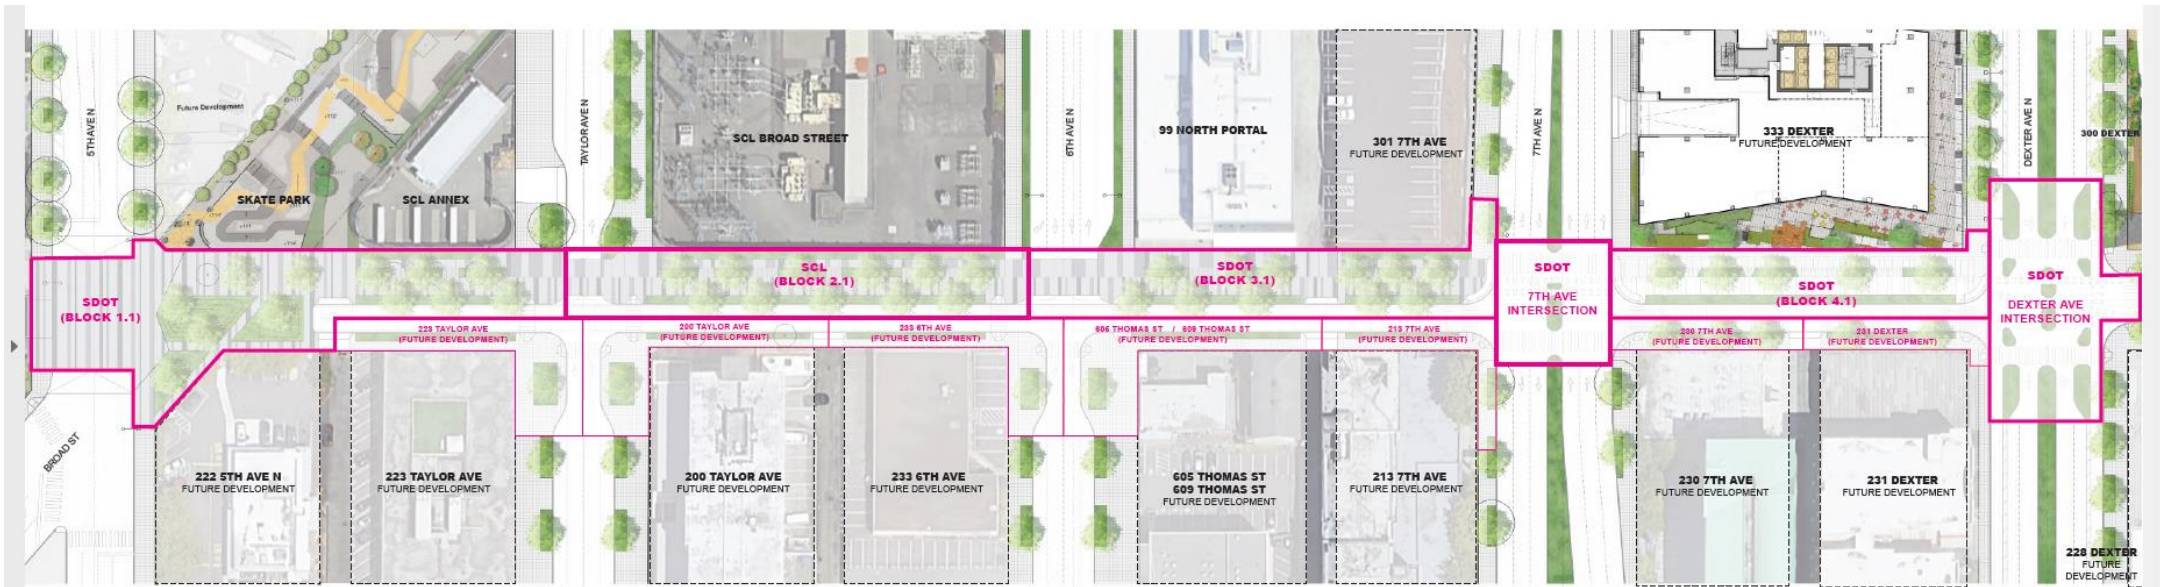 5TH AVE N
Future Development
SKATE PARK
SCL ANNEX
TAYLOR AVE N
SCL BROAD STREET
6TH AVE N
99 NORTH PORTAL
301 7TH AVE
FUTURE DEVELOPMENT
7TH AVE N
333 DEXTER
FUTURE DEVELOPMENT
DEXTER AVE N
300 DEXTER
SDOT
(BLOCK 1.1)
SCL
(BLOCK 2.1)
SDOT
(BLOCK 3.1)
SDOT
7TH AVE
INTERSECTION
SDOT
(BLOCK 4.1)
SDOT
DEXTER AVE
INTERSECTION
223 TAYLOR AVE
(FUTURE DEVELOPMENT)
200 TAYLOR AVE
(FUTURE DEVELOPMENT)
233 6TH AVE
(FUTURE DEVELOPMENT)
605 THOMAS ST / 609 THOMAS ST
(FUTURE DEVELOPMENT)
213 7TH AVE
(FUTURE DEVELOPMENT)
230 7TH AVE
(FUTURE DEVELOPMENT)
231 DEXTER
(FUTURE DEVELOPMENT)
BROAD ST
222 5TH AVE N
FUTURE DEVELOPMENT
223 TAYLOR AVE
FUTURE DEVELOPMENT
200 TAYLOR AVE
FUTURE DEVELOPMENT
233 6TH AVE
FUTURE DEVELOPMENT
605 THOMAS ST
609 THOMAS ST
FUTURE DEVELOPMENT
213 7TH AVE
FUTURE DEVELOPMENT
230 7TH AVE
FUTURE DEVELOPMENT
231 DEXTER
FUTURE DEVELOPMENT
228 DEXTER
FUTURE
DEVELOPMENT